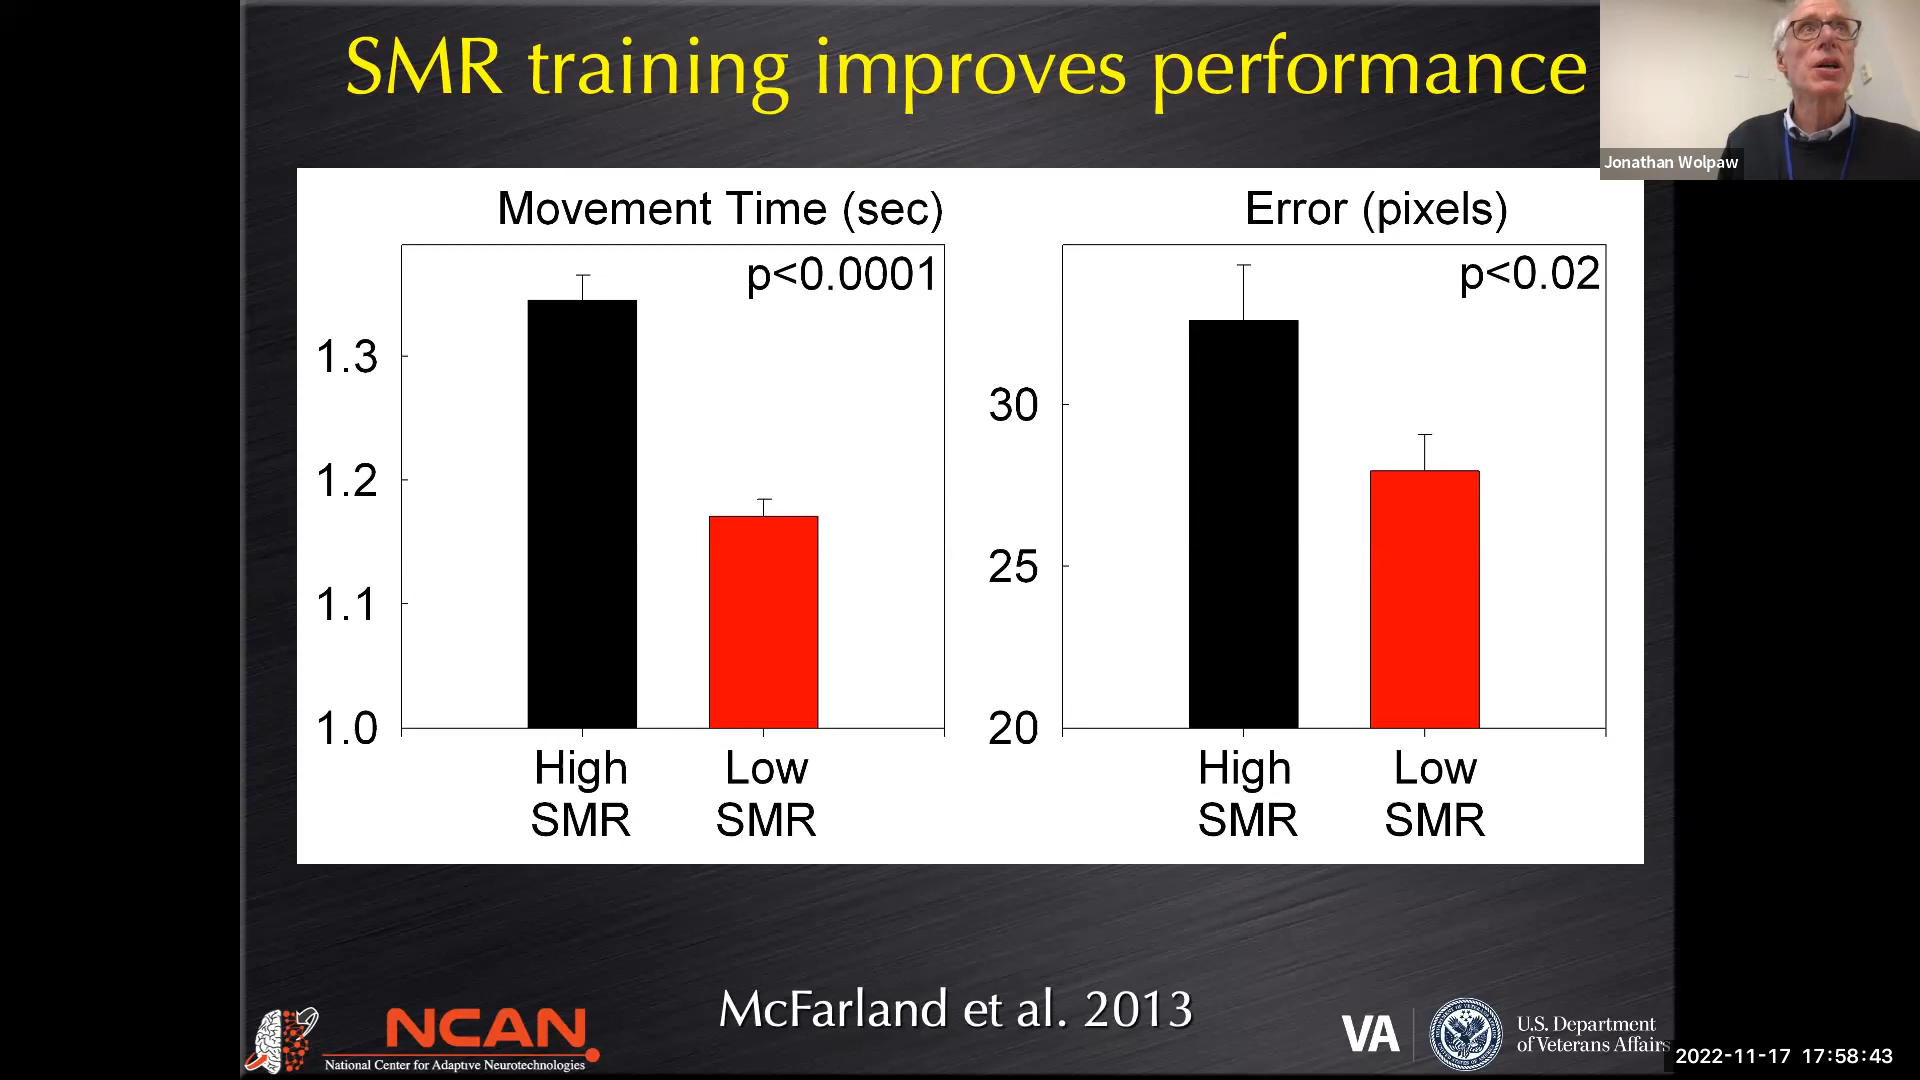 SMR training improves performance
Jonathan Wolpaw
Movement Time (sec)
p<0.0001
1.3
1.2
1.1
1.0
High
SMR
Low
SMR
Error (pixels)
p<0.02
30
25
20
High
SMR
Low
SMR
McFarland et al. 2013
NCAN
National Center for Adaptive Neurotechnologies
VA
U.S. Department
of Veterans Affairs
2022-11-17 17:58:43